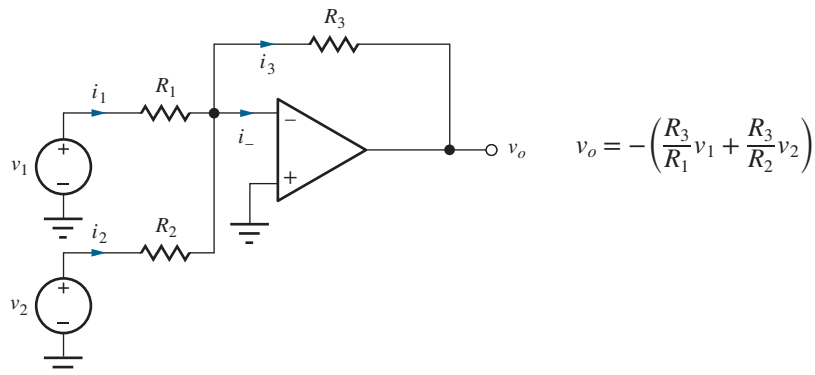 R₃
i₃
i₁
R₁
i₋
−
+
v₁
+
−
vₒ
vₒ = −(R₃/R₁ v₁ + R₃/R₂ v₂)
i₂
R₂
v₂
+
−